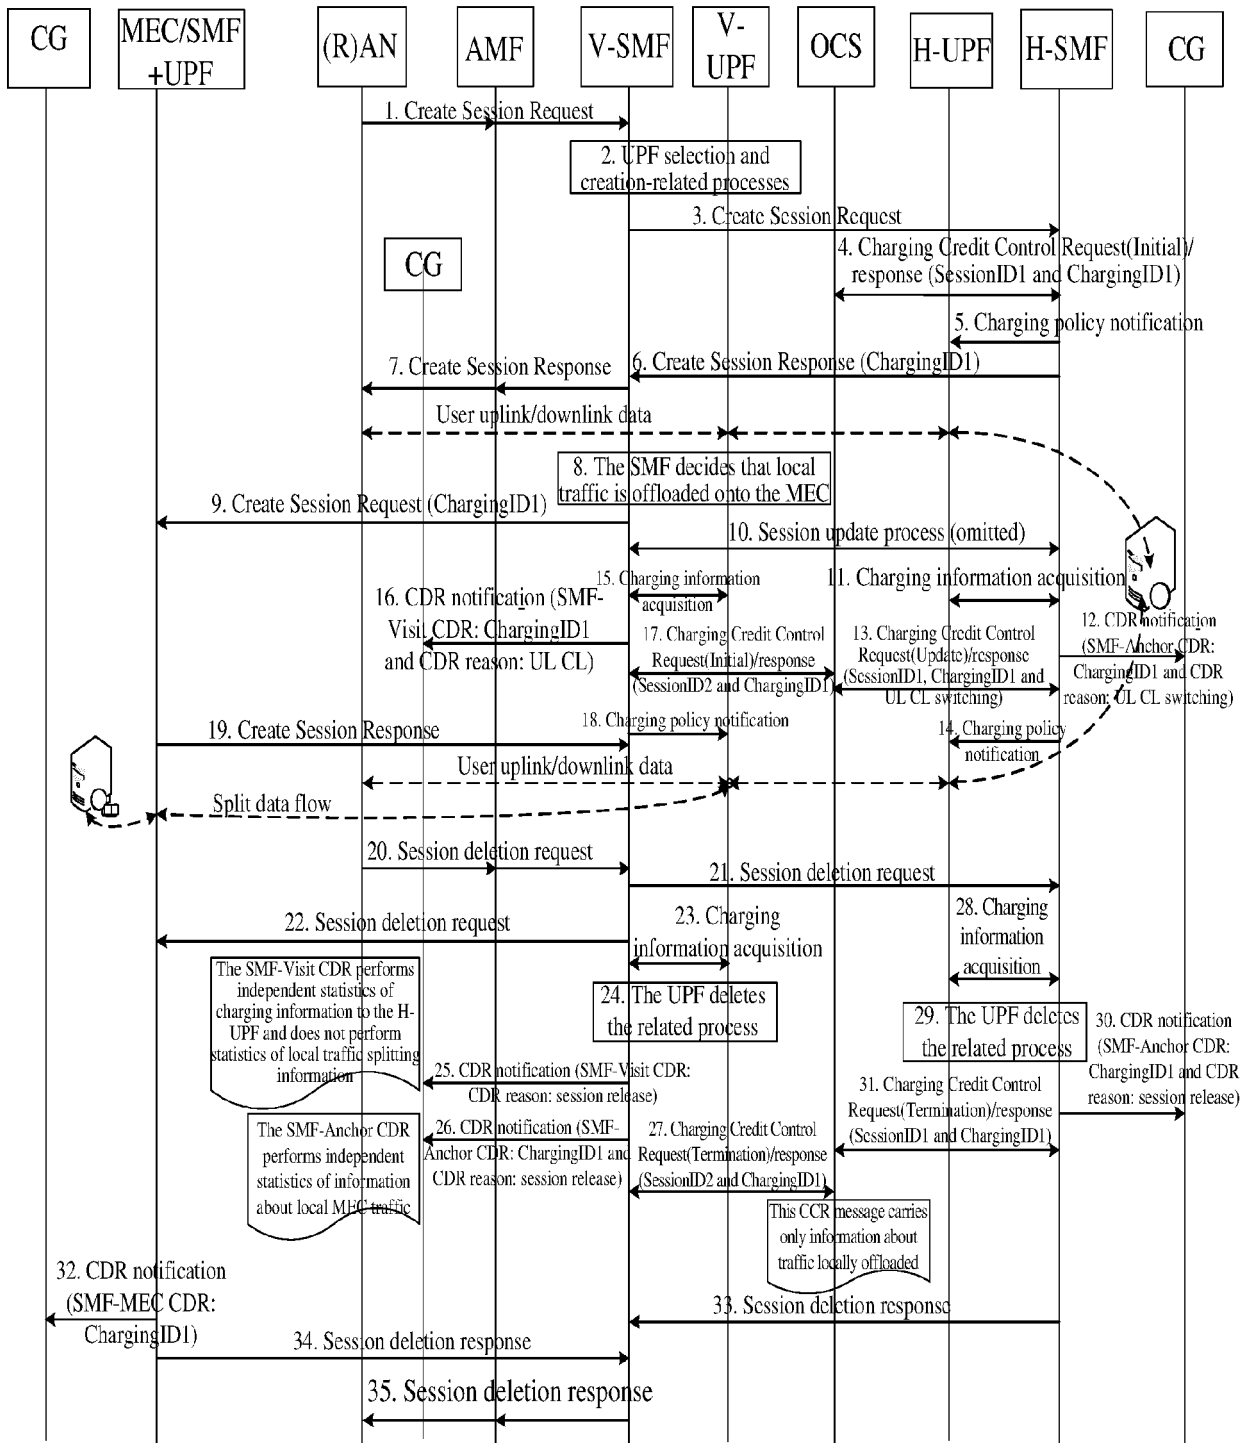 CG
MEC/SMF
+UPF
(R)AN
AMF
V-SMF
V-
UPF
OCS
H-UPF
H-SMF
CG
1. Create Session Request
2. UPF selection and
creation-related processes
3. Create Session Request
CG
4. Charging Credit Control Request(Initial)/
response (SessionID1 and ChargingID1)
5. Charging policy notification
6. Create Session Response (ChargingID1)
7. Create Session Response
User uplink/downlink data
8. The SMF decides that local
traffic is offloaded onto the MEC
9. Create Session Request (ChargingID1)
10. Session update process (omitted)
11. Charging information acquisition
15. Charging information
acquisition
16. CDR notification (SMF-
Visit CDR: ChargingID1
and CDR reason: UL CL)
17. Charging Credit Control
Request(Initial)/response
(SessionID2 and ChargingID1)
13. Charging Credit Control
Request(Update)/response
(SessionID1, ChargingID1 and
UL CL switching)
12. CDR notification
(SMF-Anchor CDR:
ChargingID1 and CDR
reason: UL CL switching)
18. Charging policy notification
14. Charging policy
notification
19. Create Session Response
User uplink/downlink data
Split data flow
20. Session deletion request
21. Session deletion request
22. Session deletion request
23. Charging
information acquisition
28. Charging
information
acquisition
The SMF-Visit CDR performs
independent statistics of
charging information to the H-
UPF and does not perform
statistics of local traffic splitting
information
24. The UPF deletes
the related process
29. The UPF deletes
the related process
30. CDR notification
(SMF-Anchor CDR:
ChargingID1 and CDR
reason: session release)
25. CDR notification (SMF-Visit CDR:
CDR reason: session release)
31. Charging Credit Control
Request(Termination)/response
(SessionID1 and ChargingID1)
The SMF-Anchor CDR
performs independent
statistics of information
about local MEC traffic
26. CDR notification (SMF-
Anchor CDR: ChargingID1 and
CDR reason: session release)
27. Charging Credit Control
Request(Termination)/response
(SessionID2 and ChargingID1)
This CCR message carries
only information about
traffic locally offloaded
32. CDR notification
(SMF-MEC CDR:
ChargingID1)
33. Session deletion response
34. Session deletion response
35. Session deletion response